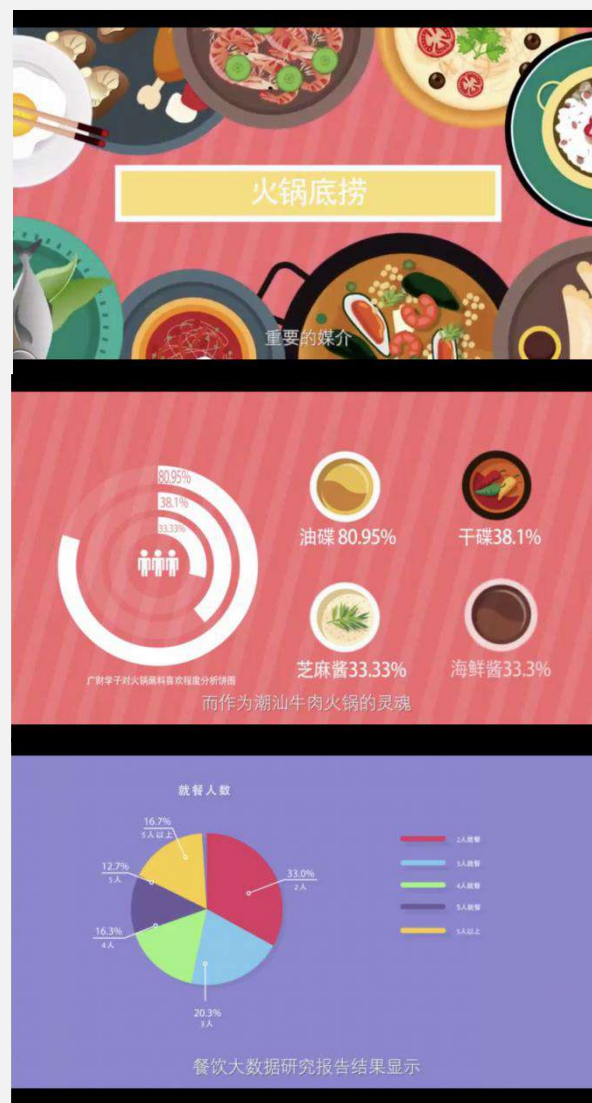 火锅底捞
重要的媒介
80.95%
38.1%
33.33%
油碟 80.95%
干碟38.1%
芝麻酱33.33%
海鲜酱33.3%
广财学子对火锅蘸料喜欢程度分析饼图
而作为潮汕牛肉火锅的灵魂
就餐人数
16.7%
5人以上
12.7%
5人
16.3%
4人
33.0%
2人
20.3%
3人
2人就餐
3人就餐
4人就餐
5人就餐
5人以上
餐饮大数据研究报告结果显示